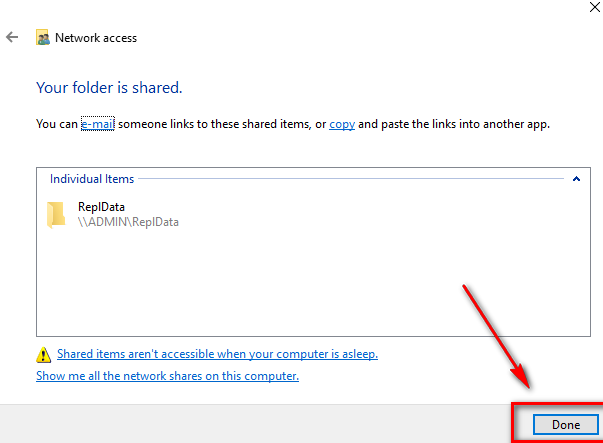 Network access
Your folder is shared.
You can e-mail someone links to these shared items, or copy and paste the links into another app.
Individual Items
ReplData
\\ADMIN\ReplData
Shared items aren't accessible when your computer is asleep.
Show me all the network shares on this computer.
Done